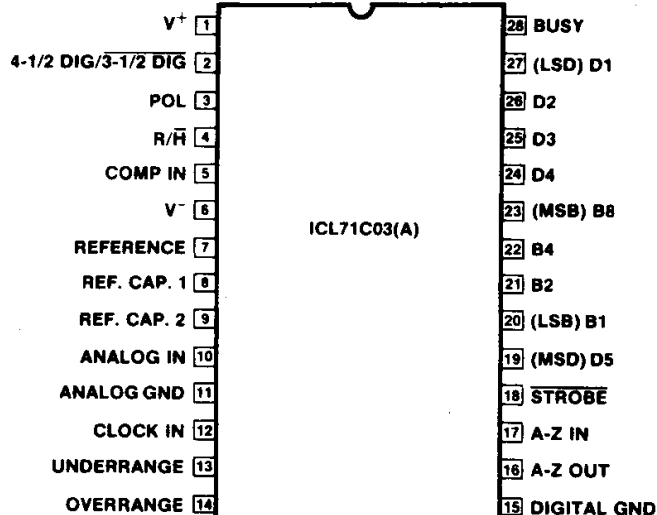 V+ 1 28 BUSY
4-1/2 DIG/3-1/2 DIG 2 27 (LSD) D1
POL 3 26 D2
R/H 4 25 D3
COMP IN 5 24 D4
V- 6 23 (MSB) B8
ICL71C03(A)
REFERENCE 7 22 B4
REF. CAP. 1 8 21 B2
REF. CAP. 2 9 20 (LSB) B1
ANALOG IN 10 19 (MSD) D5
ANALOG GND 11 18 STROBE
CLOCK IN 12 17 A-Z IN
UNDERRANGE 13 16 A-Z OUT
OVERRANGE 14 15 DIGITAL GND